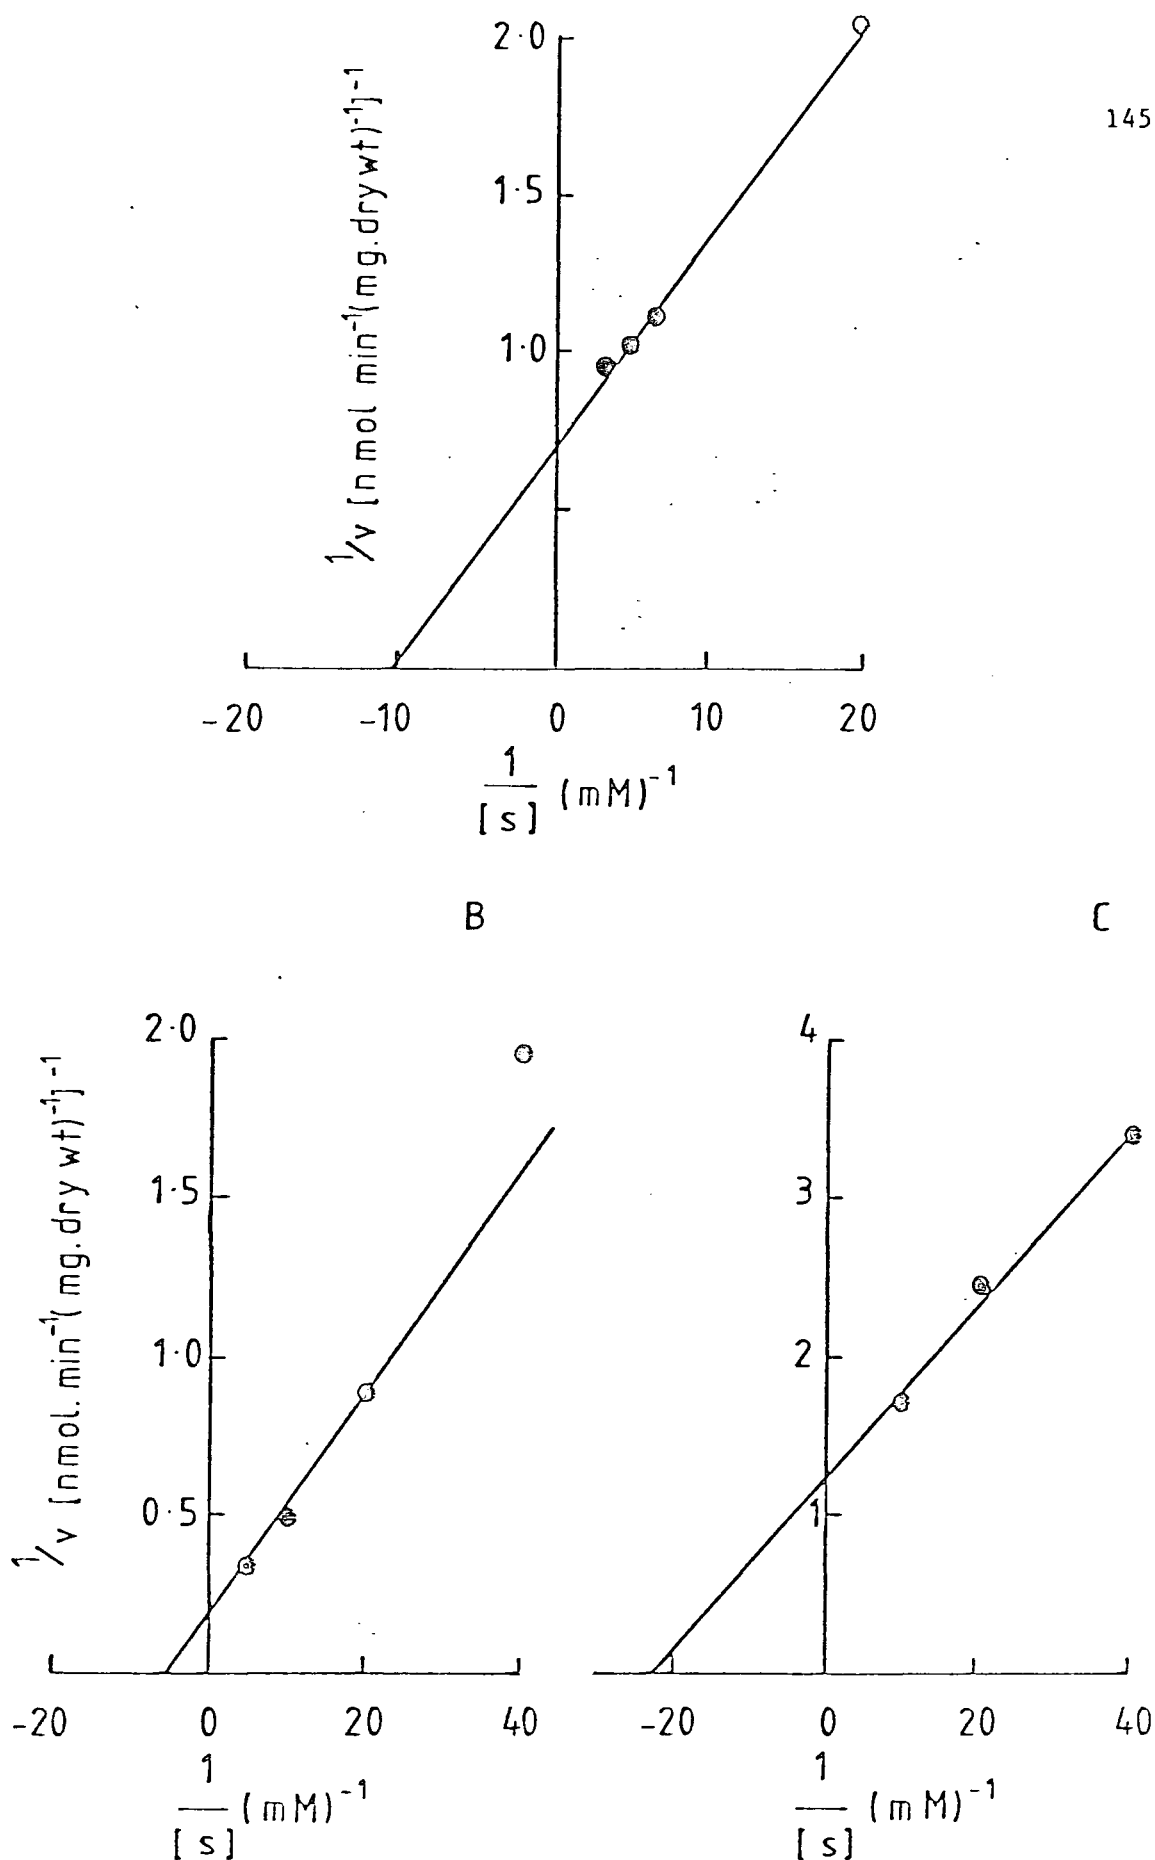 145
2·0
1·5
1·0
1/v [nmol min⁻¹(mg.dry wt)⁻¹]⁻¹
-20 -10 0 10 20
1
[s] (mM)⁻¹
B
C
2·0
1·5
1·0
0·5
1/v [nmol. min⁻¹(mg.dry wt)⁻¹]⁻¹
-20 0 20 40
1
[s] (mM)⁻¹
4
3
2
1
-20 0 20 40
1
[s] (mM)⁻¹